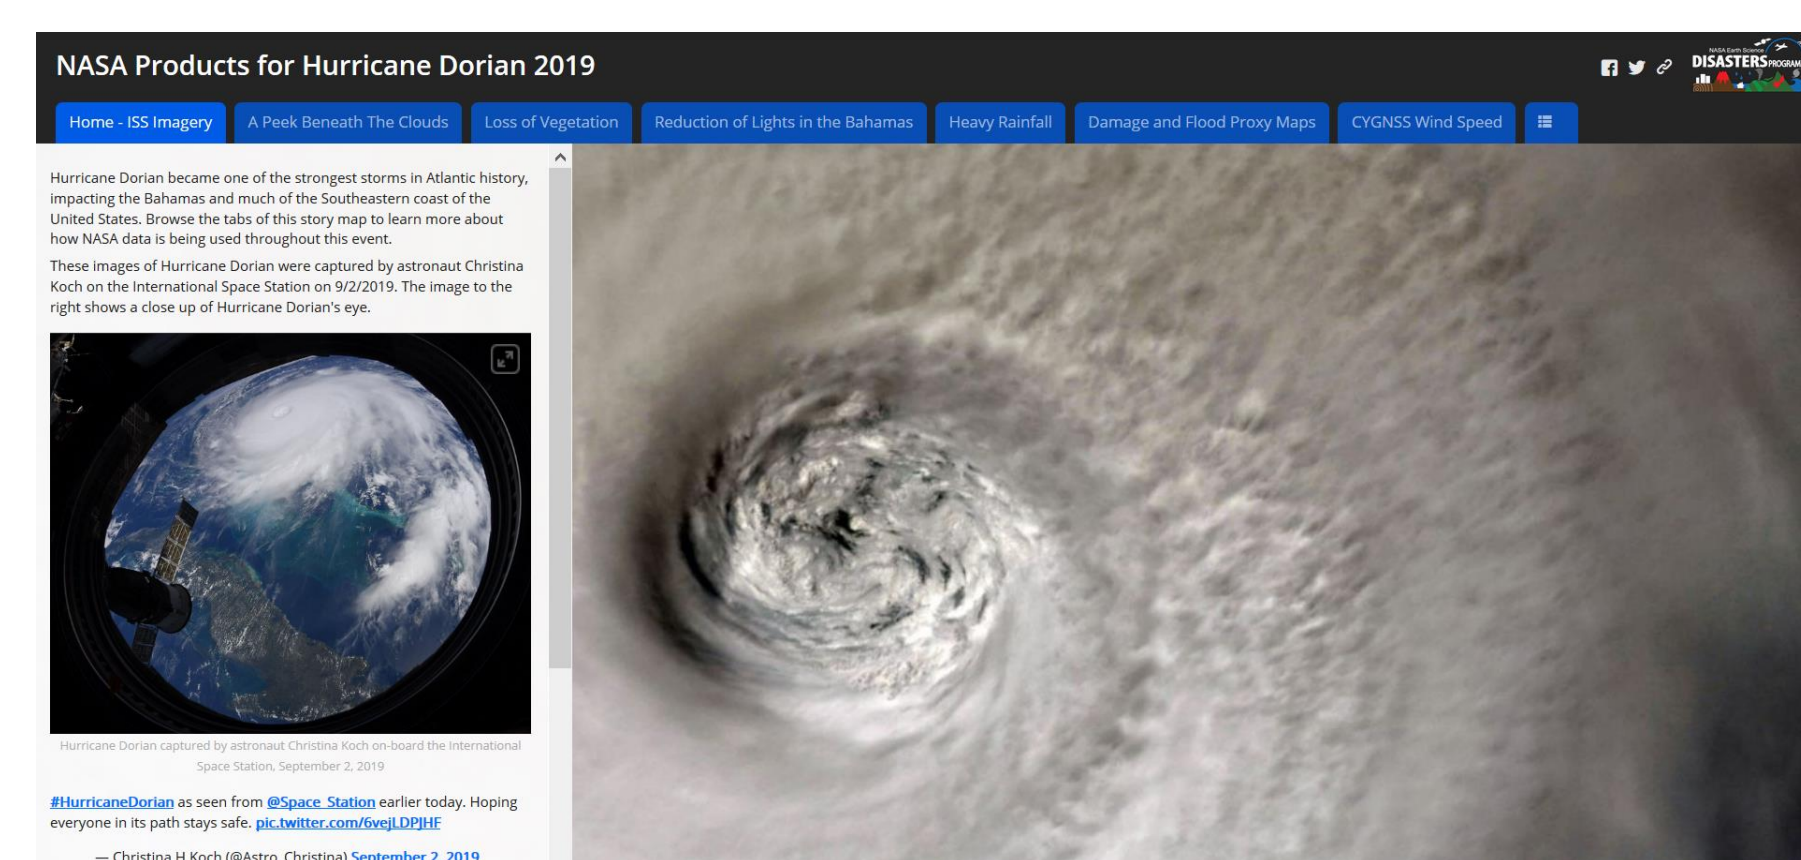 NASA Products for Hurricane Dorian 2019
NASA Earth Science
DISASTERS PROGRAM
Home - ISS Imagery
A Peek Beneath The Clouds
Loss of Vegetation
Reduction of Lights in the Bahamas
Heavy Rainfall
Damage and Flood Proxy Maps
CYGNSS Wind Speed
Hurricane Dorian became one of the strongest storms in Atlantic history,
impacting the Bahamas and much of the Southeastern coast of the
United States. Browse the tabs of this story map to learn more about
how NASA data is being used throughout this event.
These images of Hurricane Dorian were captured by astronaut Christina
Koch on the International Space Station on 9/2/2019. The image to the
right shows a close up of Hurricane Dorian's eye.
Hurricane Dorian captured by astronaut Christina Koch on-board the International
Space Station, September 2, 2019
#HurricaneDorian as seen from @Space_Station earlier today. Hoping
everyone in its path stays safe. pic.twitter.com/6vejLDPJHF
— Christina H Koch (@Astro_Christina) September 2, 2019